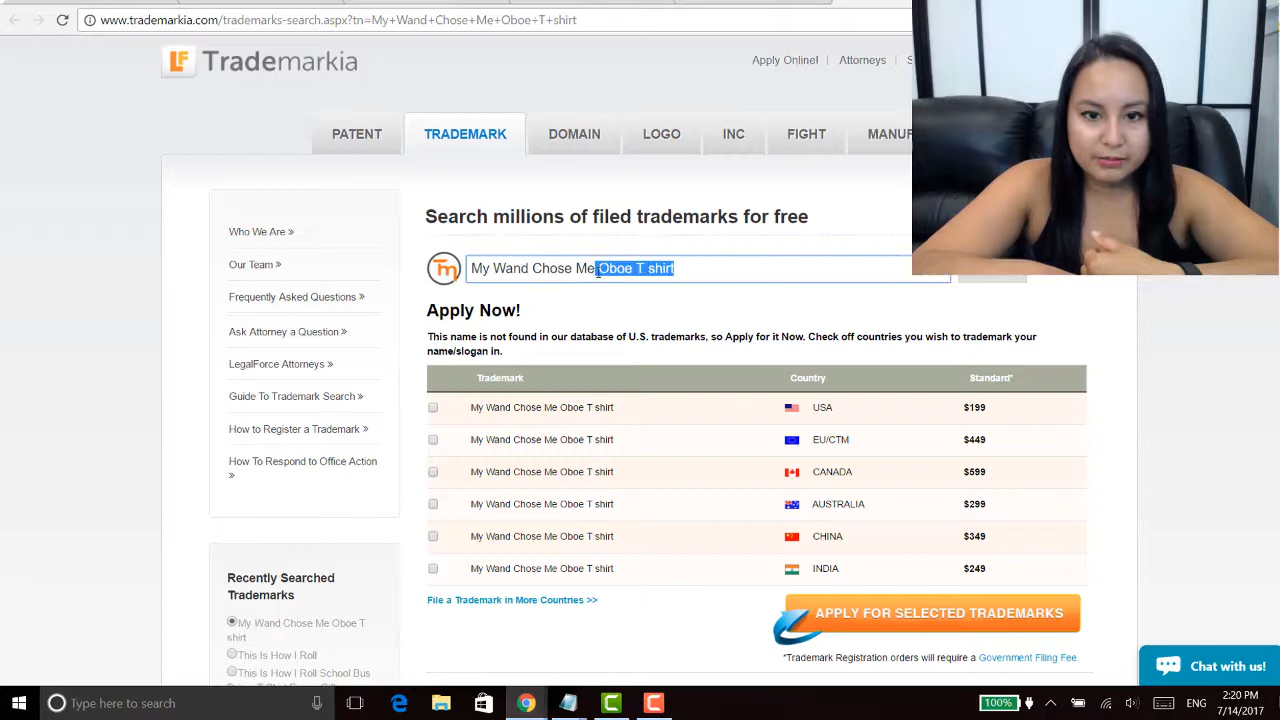 www.trademarkia.com/trademarks-search.aspx?tn=My+Wand+Chose+Me+Oboe+T+shirt
LF Trademarkia
Apply Online! | Attorneys |
PATENT TRADEMARK DOMAIN LOGO INC FIGHT MANUF
Who We Are »
Our Team »
Frequently Asked Questions »
Ask Attorney a Question »
LegalForce Attorneys »
Guide To Trademark Search »
How to Register a Trademark »
How To Respond to Office Action
»
Recently Searched
Trademarks
My Wand Chose Me Oboe T
shirt
This Is How I Roll
This Is How I Roll School Bus
Search millions of filed trademarks for free
Tm My Wand Chose Me Oboe T shirt
Apply Now!
This name is not found in our database of U.S. trademarks, so Apply for it Now. Check off countries you wish to trademark your
name/slogan in.
Trademark Country Standard*
My Wand Chose Me Oboe T shirt USA $199
My Wand Chose Me Oboe T shirt EU/CTM $449
My Wand Chose Me Oboe T shirt CANADA $599
My Wand Chose Me Oboe T shirt AUSTRALIA $299
My Wand Chose Me Oboe T shirt CHINA $349
My Wand Chose Me Oboe T shirt INDIA $249
File a Trademark in More Countries >>
APPLY FOR SELECTED TRADEMARKS
*Trademark Registration orders will require a Government Filing Fee.
Chat with us!
Type here to search
100%
ENG
2:20 PM
7/14/2017